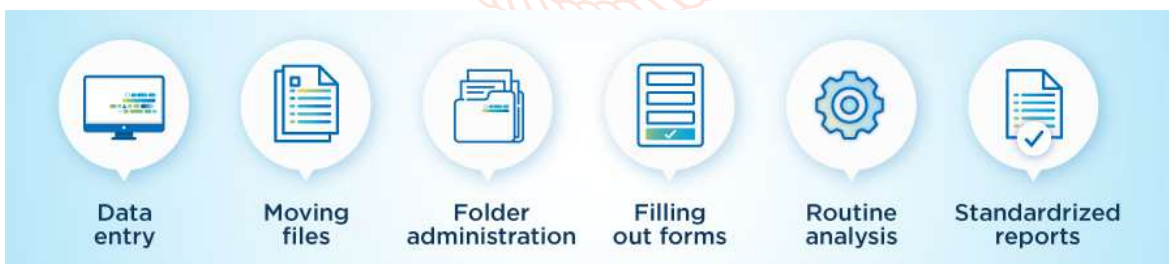 Data
entry
Moving
files
Folder
administration
Filling
out forms
Routine
analysis
Standardrized
reports